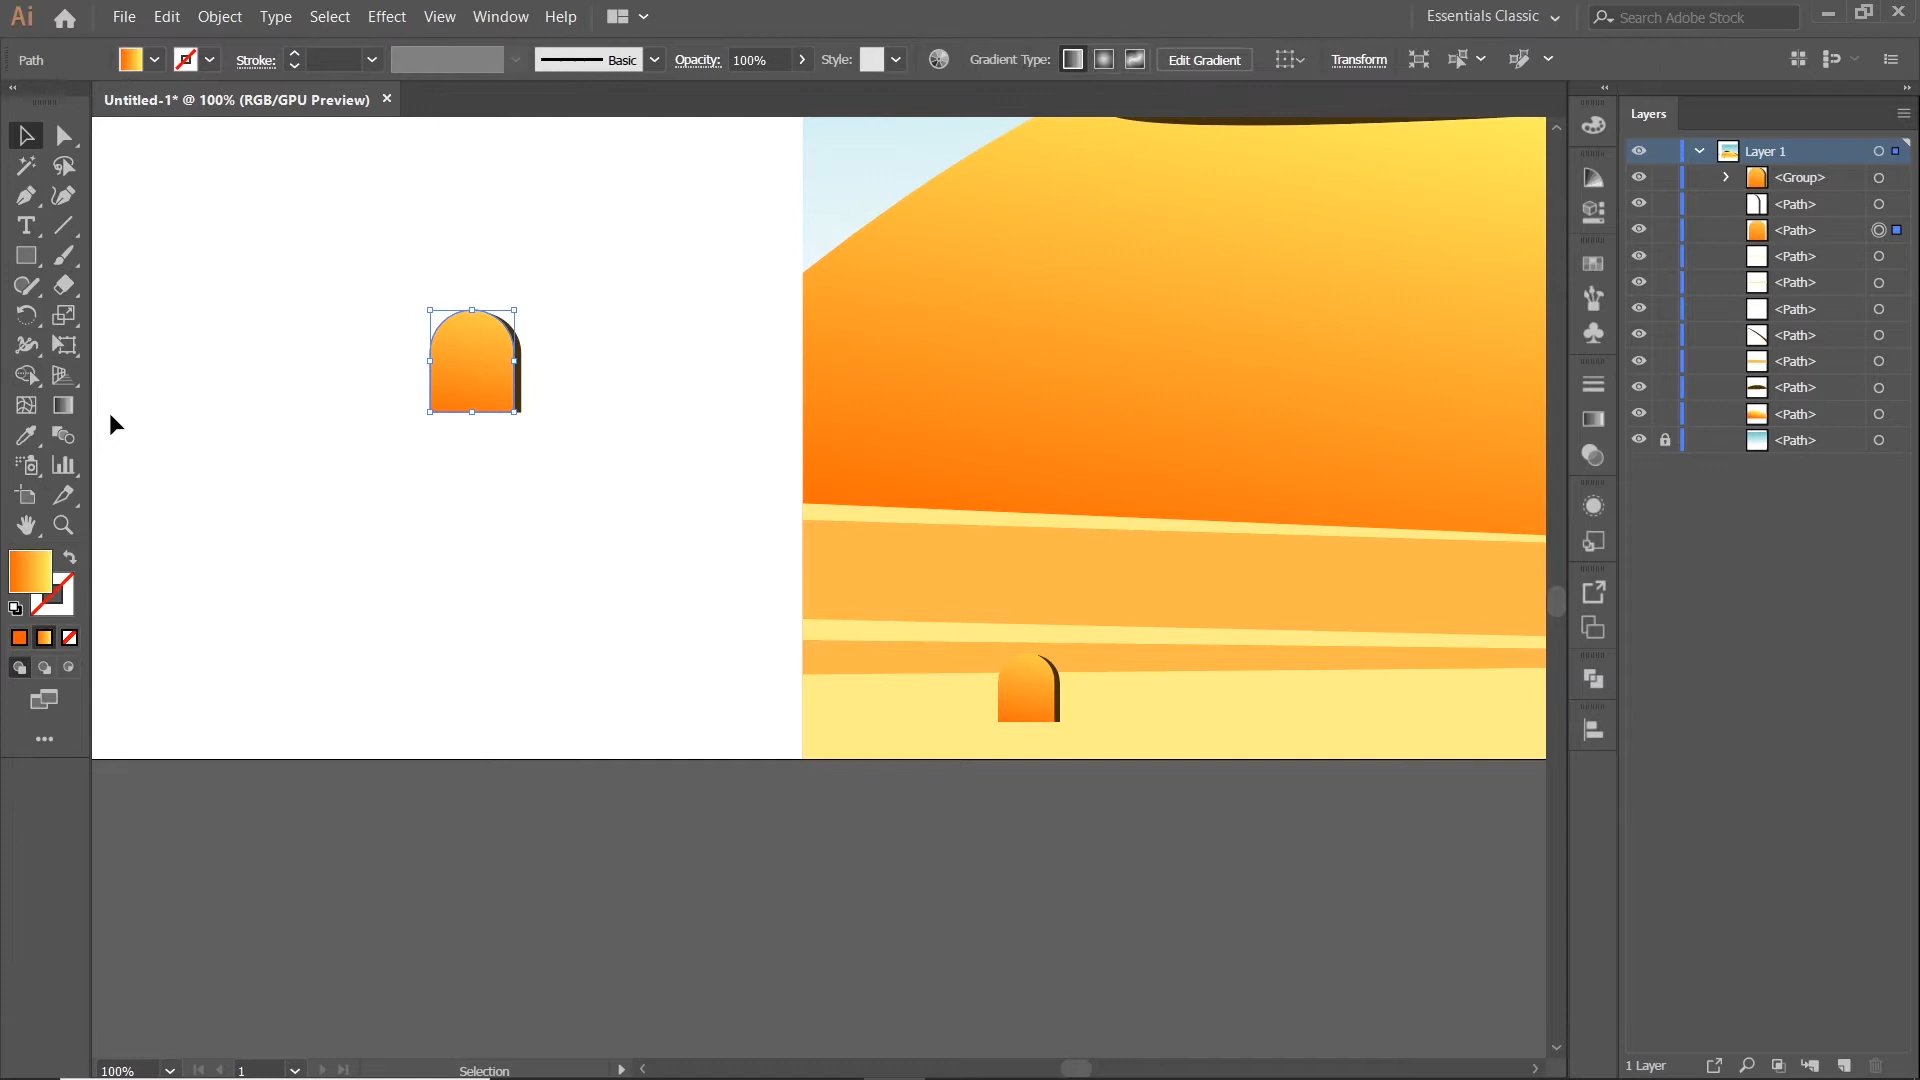 Ai File Edit Object Type Select Effect View Window Help Essentials Classic Search Adobe Stock
Path Stroke: Basic Opacity: 100% Style: Gradient Type: Edit Gradient Transform
Untitled-1* @ 100% (RGB/GPU Preview)
Layers
Layer 1
<Group>
<Path>
<Path>
<Path>
<Path>
<Path>
<Path>
<Path>
<Path>
<Path>
<Path>
100% 1 Selection
1 Layer